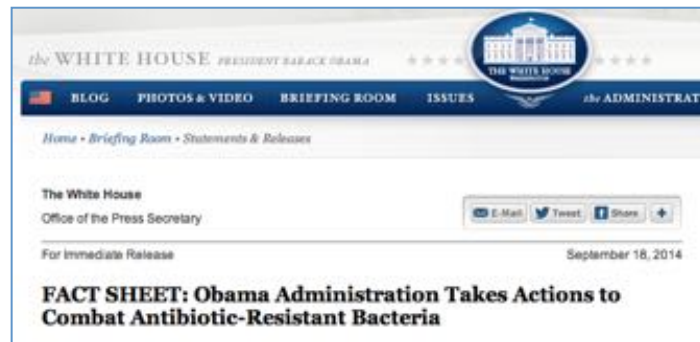 the WHITE HOUSE PRESIDENT BARACK OBAMA
THE WHITE HOUSE
WASHINGTON
BLOG PHOTOS & VIDEO BRIEFING ROOM ISSUES the ADMINISTRAT
Home • Briefing Room • Statements & Releases
The White House
Office of the Press Secretary
E-Mail Tweet Share +
For Immediate Release September 18, 2014
FACT SHEET: Obama Administration Takes Actions to
Combat Antibiotic-Resistant Bacteria